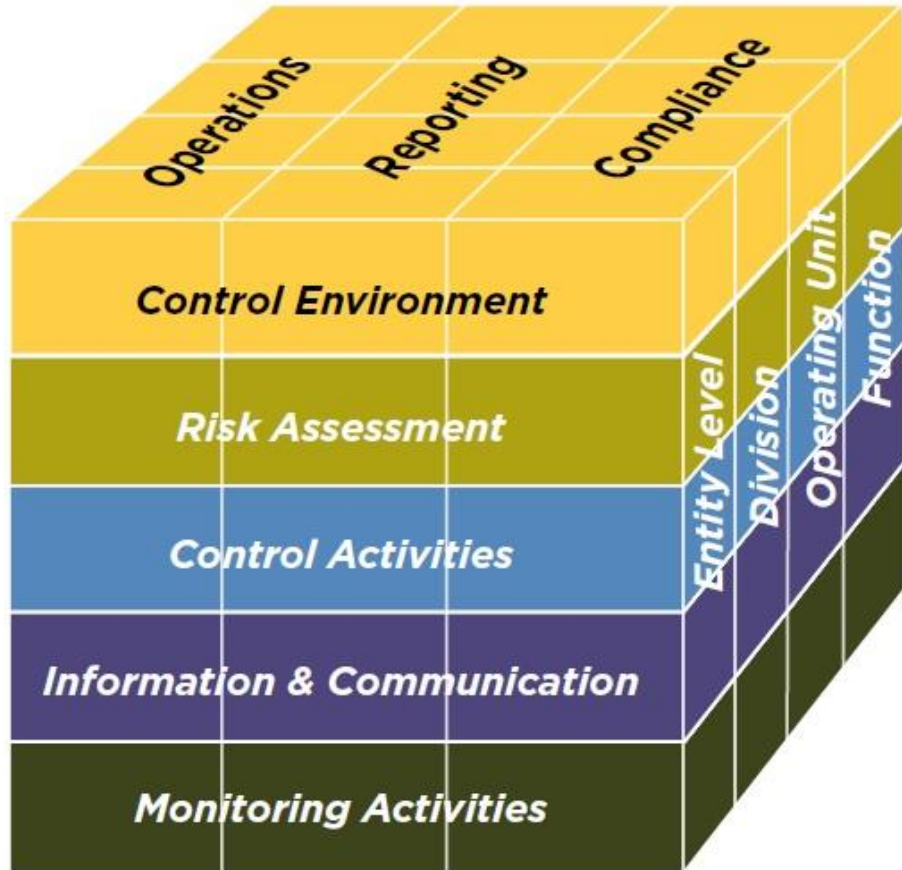 Operations
Reporting
Compliance
Control Environment
Risk Assessment
Control Activities
Information & Communication
Monitoring Activities
Entity Level
Division
Operating Unit
Function